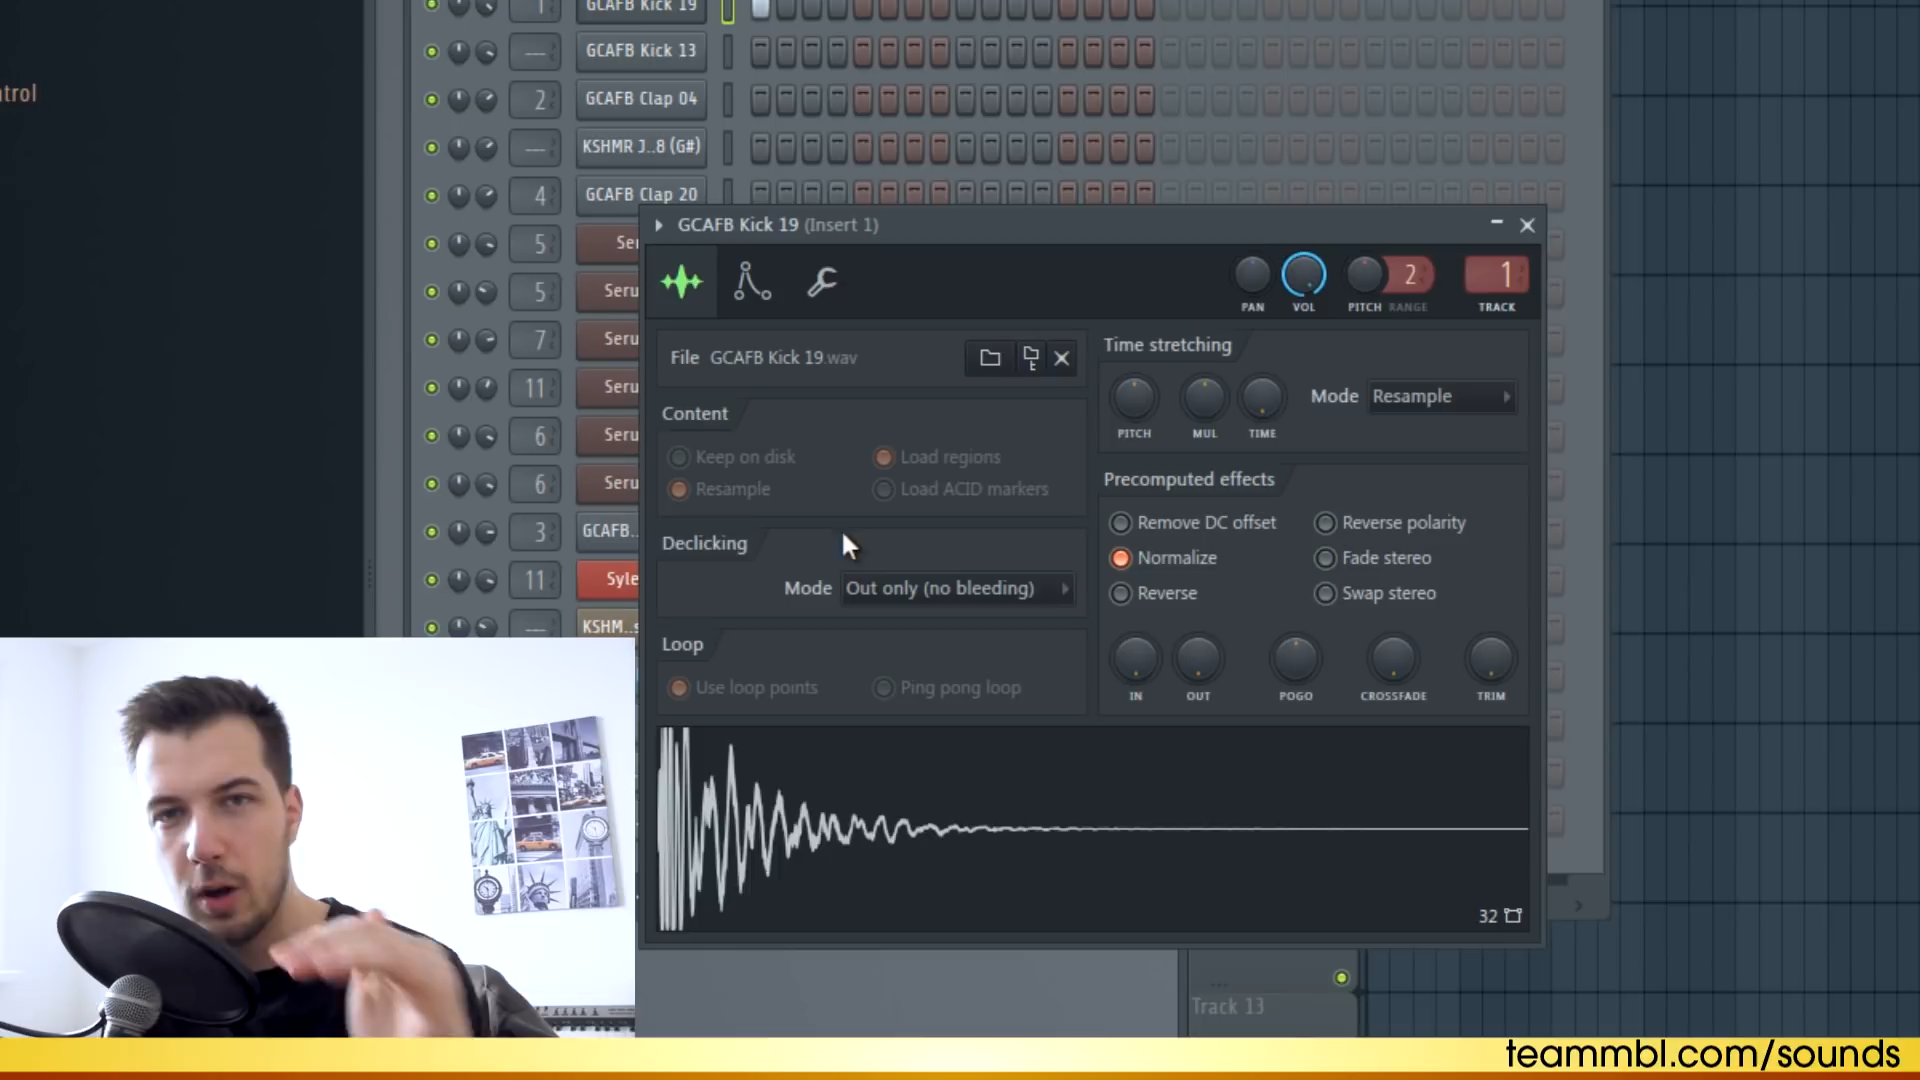 ntrol
1 GCAFB Kick 19
--- GCAFB Kick 13
2 GCAFB Clap 04
--- KSHMR J..8 (G#)
4 GCAFB Clap 20
5 Ser
5 Seru
7 Seru
11 Seru
6 Seru
6 Seru
3 GCAFB..
11 Syle
--- KSHM..s
GCAFB Kick 19 (Insert 1)
2 1
PAN VOL PITCH RANGE TRACK
File GCAFB Kick 19.wav
Content
Keep on disk Load regions
Resample Load ACID markers
Declicking
Mode Out only (no bleeding)
Loop
Use loop points Ping pong loop
Time stretching
Mode Resample
PITCH MUL TIME
Precomputed effects
Remove DC offset Reverse polarity
Normalize Fade stereo
Reverse Swap stereo
IN OUT POGO CROSSFADE TRIM
32
Track 13
teammbl.com/sounds